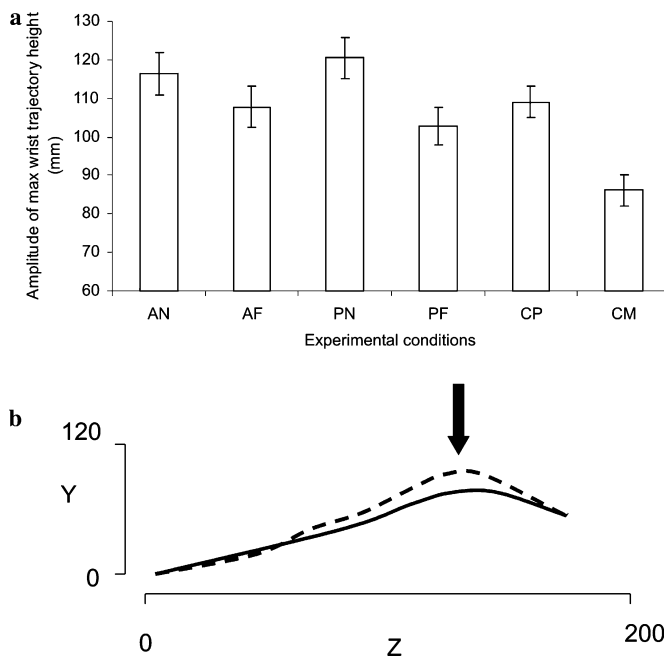 a
Amplitude of max wrist trajectory height
(mm)
130
120
110
100
90
80
70
60
AN AF PN PF CP CM
Experimental conditions
b
120
Y
0
0 200
Z